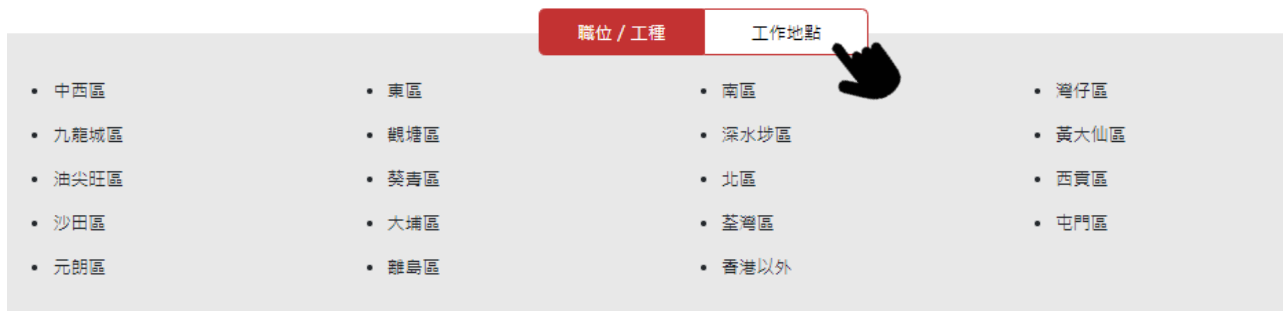 職位 / 工種 工作地點
中西區 東區 南區 灣仔區
九龍城區 觀塘區 深水埗區 黃大仙區
油尖旺區 葵青區 北區 西貢區
沙田區 大埔區 荃灣區 屯門區
元朗區 離島區 香港以外